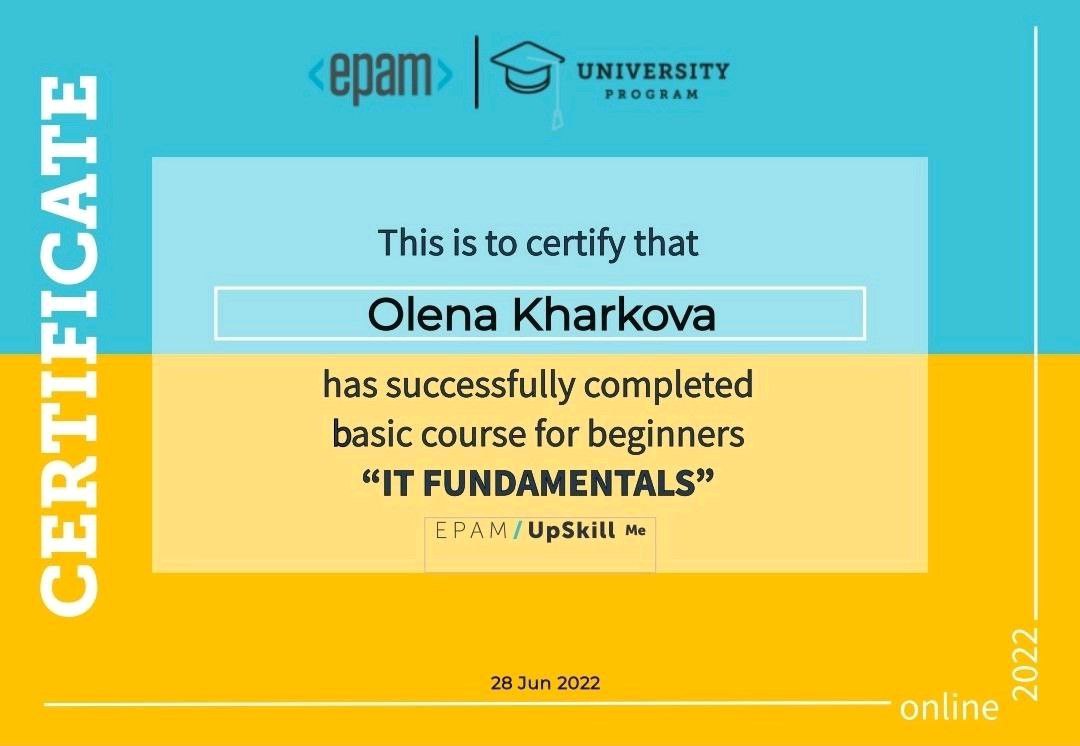 <epam> | UNIVERSITY
PROGRAM
CERTIFICATE
This is to certify that
Olena Kharkova
has successfully completed
basic course for beginners
“IT FUNDAMENTALS”
EPAM/UpSkill Me
28 Jun 2022
online
2022